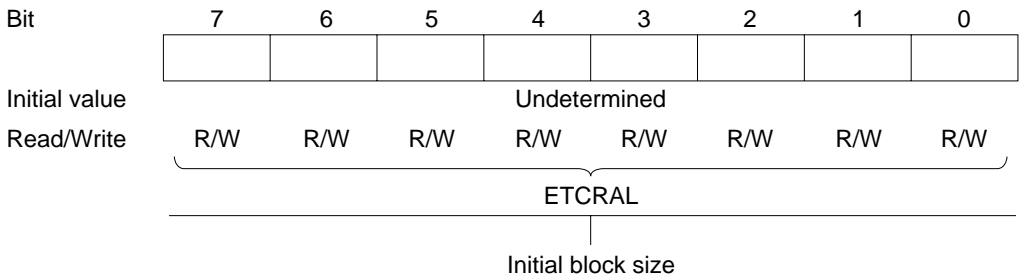 Bit 7 6 5 4 3 2 1 0
Initial value Undetermined
Read/Write R/W R/W R/W R/W R/W R/W R/W R/W
ETCRAL
Initial block size